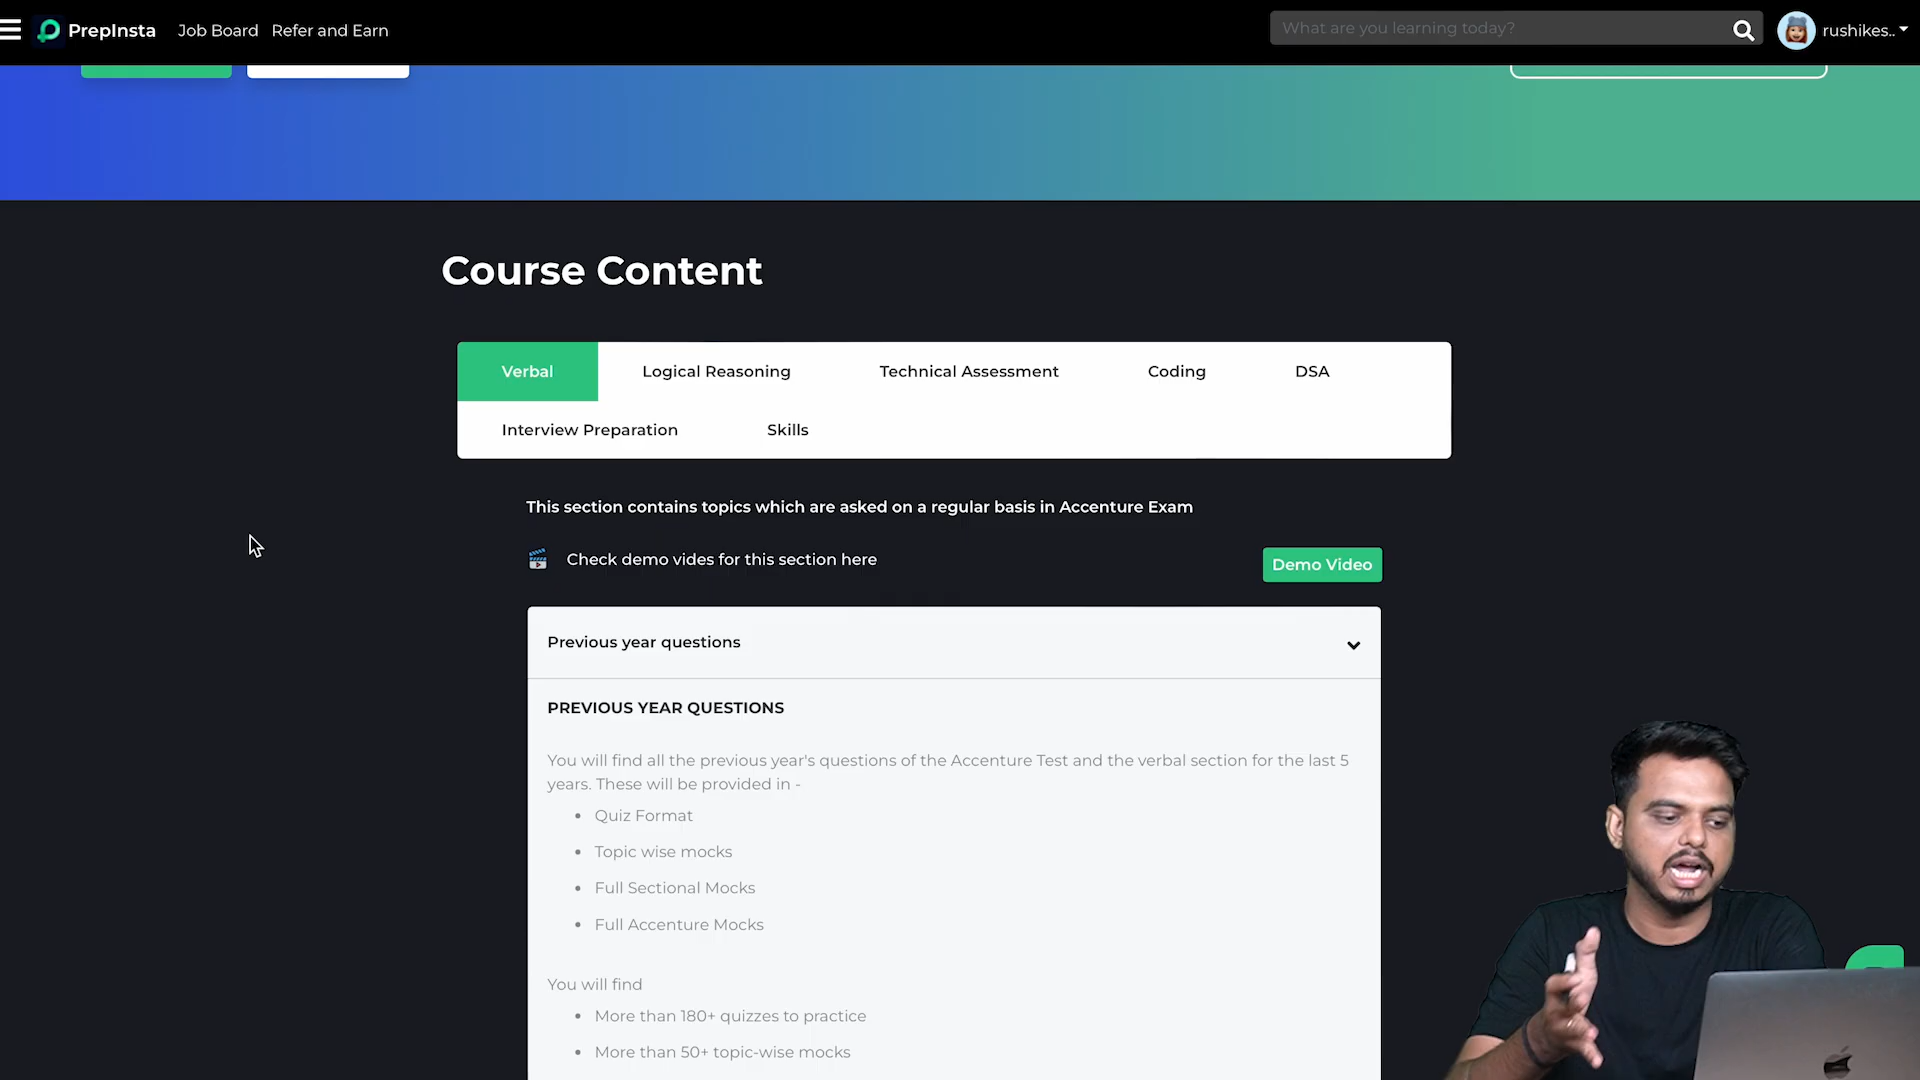 PrepInsta Job Board Refer and Earn What are you learning today? rushikes..
Course Content
Verbal Logical Reasoning Technical Assessment Coding DSA
Interview Preparation Skills
This section contains topics which are asked on a regular basis in Accenture Exam
Check demo vides for this section here Demo Video
Previous year questions
PREVIOUS YEAR QUESTIONS
You will find all the previous year's questions of the Accenture Test and the verbal section for the last 5
years. These will be provided in -
• Quiz Format
• Topic wise mocks
• Full Sectional Mocks
• Full Accenture Mocks
You will find
• More than 180+ quizzes to practice
• More than 50+ topic-wise mocks